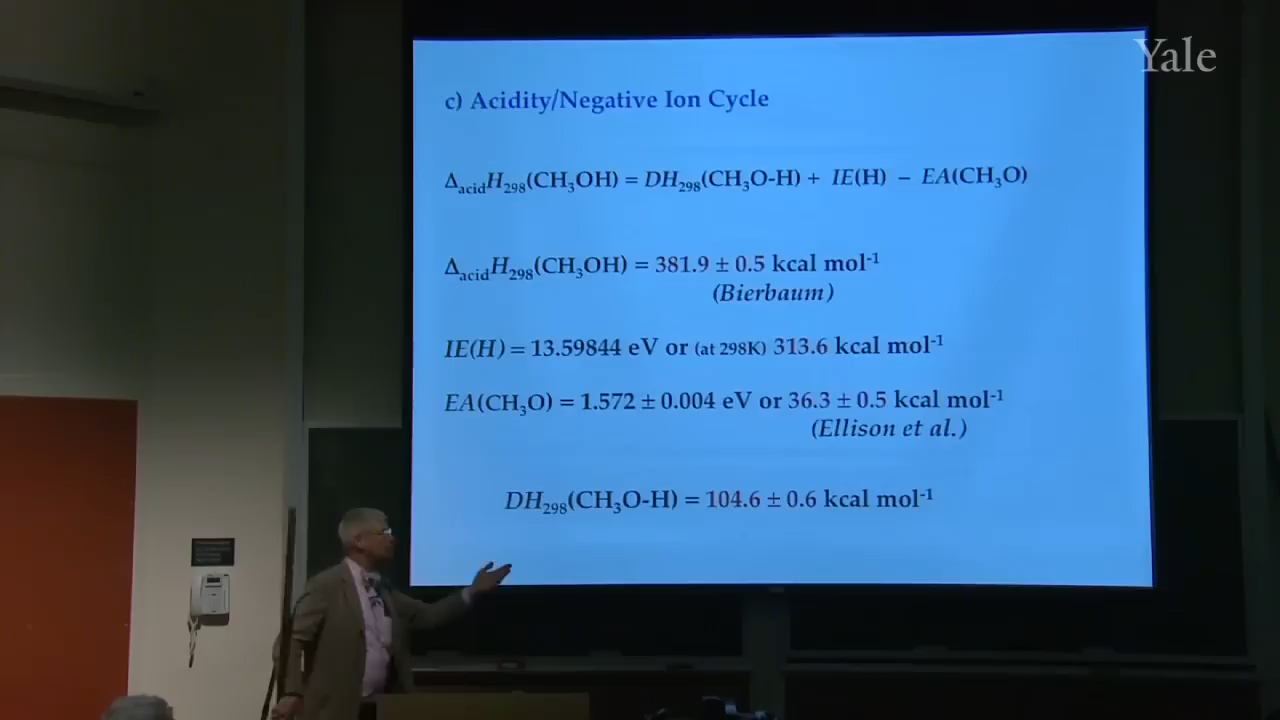 Yale
c) Acidity/Negative Ion Cycle
ΔacidH298(CH3OH) = DH298(CH3O-H) + IE(H) − EA(CH3O)
ΔacidH298(CH3OH) = 381.9 ± 0.5 kcal mol-1
(Bierbaum)
IE(H) = 13.59844 eV or (at 298K) 313.6 kcal mol-1
EA(CH3O) = 1.572 ± 0.004 eV or 36.3 ± 0.5 kcal mol-1
(Ellison et al.)
DH298(CH3O-H) = 104.6 ± 0.6 kcal mol-1